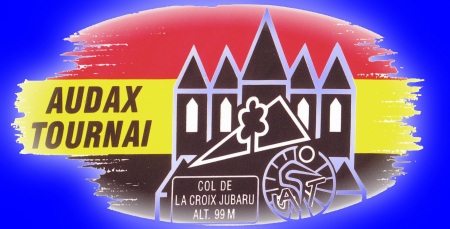 AUDAX
TOURNAI
COL DE
LA CROIX JUBARU
ALT. 99 M